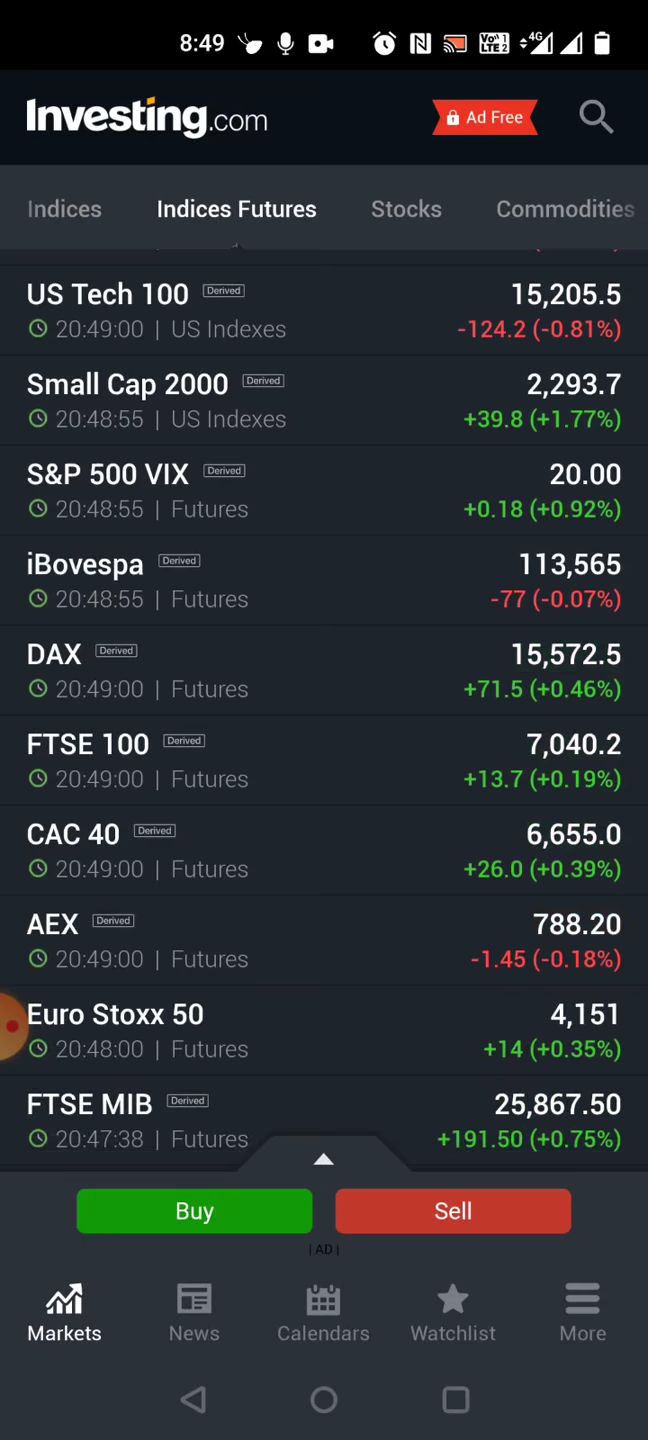 8:49 4G Vo1 LTE 2
Investing.com Ad Free
Indices Indices Futures Stocks Commodities
US Tech 100 Derived 15,205.5
20:49:00 | US Indexes -124.2 (-0.81%)
Small Cap 2000 Derived 2,293.7
20:48:55 | US Indexes +39.8 (+1.77%)
S&P 500 VIX Derived 20.00
20:48:55 | Futures +0.18 (+0.92%)
iBovespa Derived 113,565
20:48:55 | Futures -77 (-0.07%)
DAX Derived 15,572.5
20:49:00 | Futures +71.5 (+0.46%)
FTSE 100 Derived 7,040.2
20:49:00 | Futures +13.7 (+0.19%)
CAC 40 Derived 6,655.0
20:49:00 | Futures +26.0 (+0.39%)
AEX Derived 788.20
20:49:00 | Futures -1.45 (-0.18%)
Euro Stoxx 50 4,151
20:48:00 | Futures +14 (+0.35%)
FTSE MIB Derived 25,867.50
20:47:38 | Futures +191.50 (+0.75%)
Buy Sell
| AD |
Markets News Calendars Watchlist More